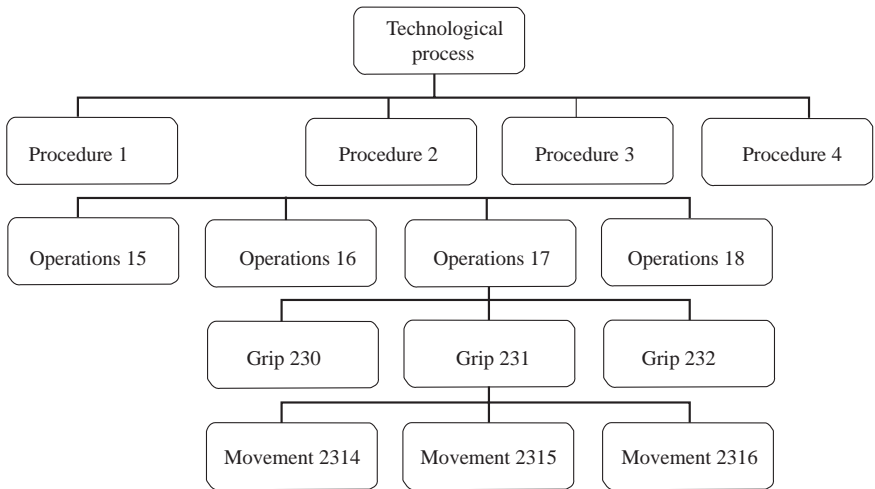 Technological
process
Procedure 1
Procedure 2
Procedure 3
Procedure 4
Operations 15
Operations 16
Operations 17
Operations 18
Grip 230
Grip 231
Grip 232
Movement 2314
Movement 2315
Movement 2316